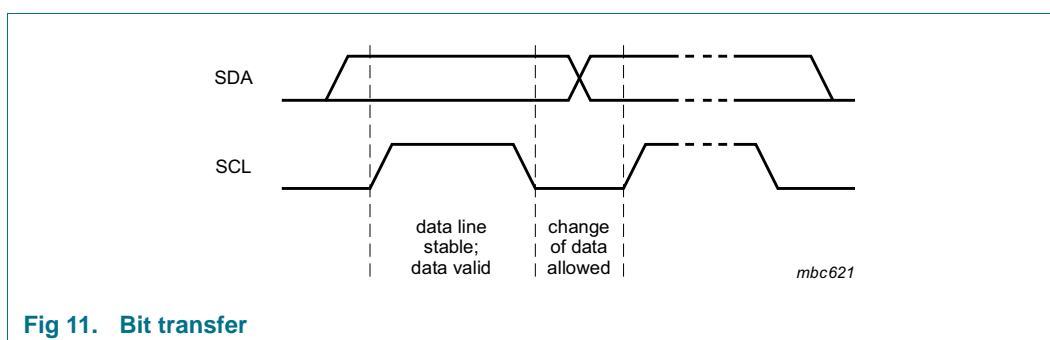 SDA
SCL
data line
stable;
data valid
change
of data
allowed
mbc621
Fig 11. Bit transfer